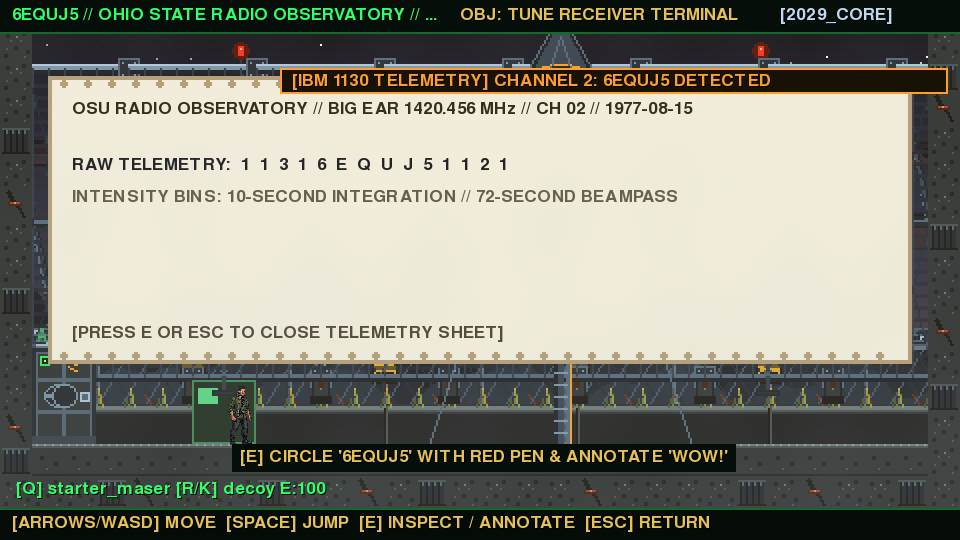 6EQUJ5 // OHIO STATE RADIO OBSERVATORY // ... OBJ: TUNE RECEIVER TERMINAL [2029_CORE]
[IBM 1130 TELEMETRY] CHANNEL 2: 6EQUJ5 DETECTED
OSU RADIO OBSERVATORY // BIG EAR 1420.456 MHz // CH 02 // 1977-08-15
RAW TELEMETRY: 1 1 3 1 6 E Q U J 5 1 1 2 1
INTENSITY BINS: 10-SECOND INTEGRATION // 72-SECOND BEAMPASS
[PRESS E OR ESC TO CLOSE TELEMETRY SHEET]
[E] CIRCLE '6EQUJ5' WITH RED PEN & ANNOTATE 'WOW!'
[Q] starter_maser [R/K] decoy E:100
[ARROWS/WASD] MOVE [SPACE] JUMP [E] INSPECT / ANNOTATE [ESC] RETURN